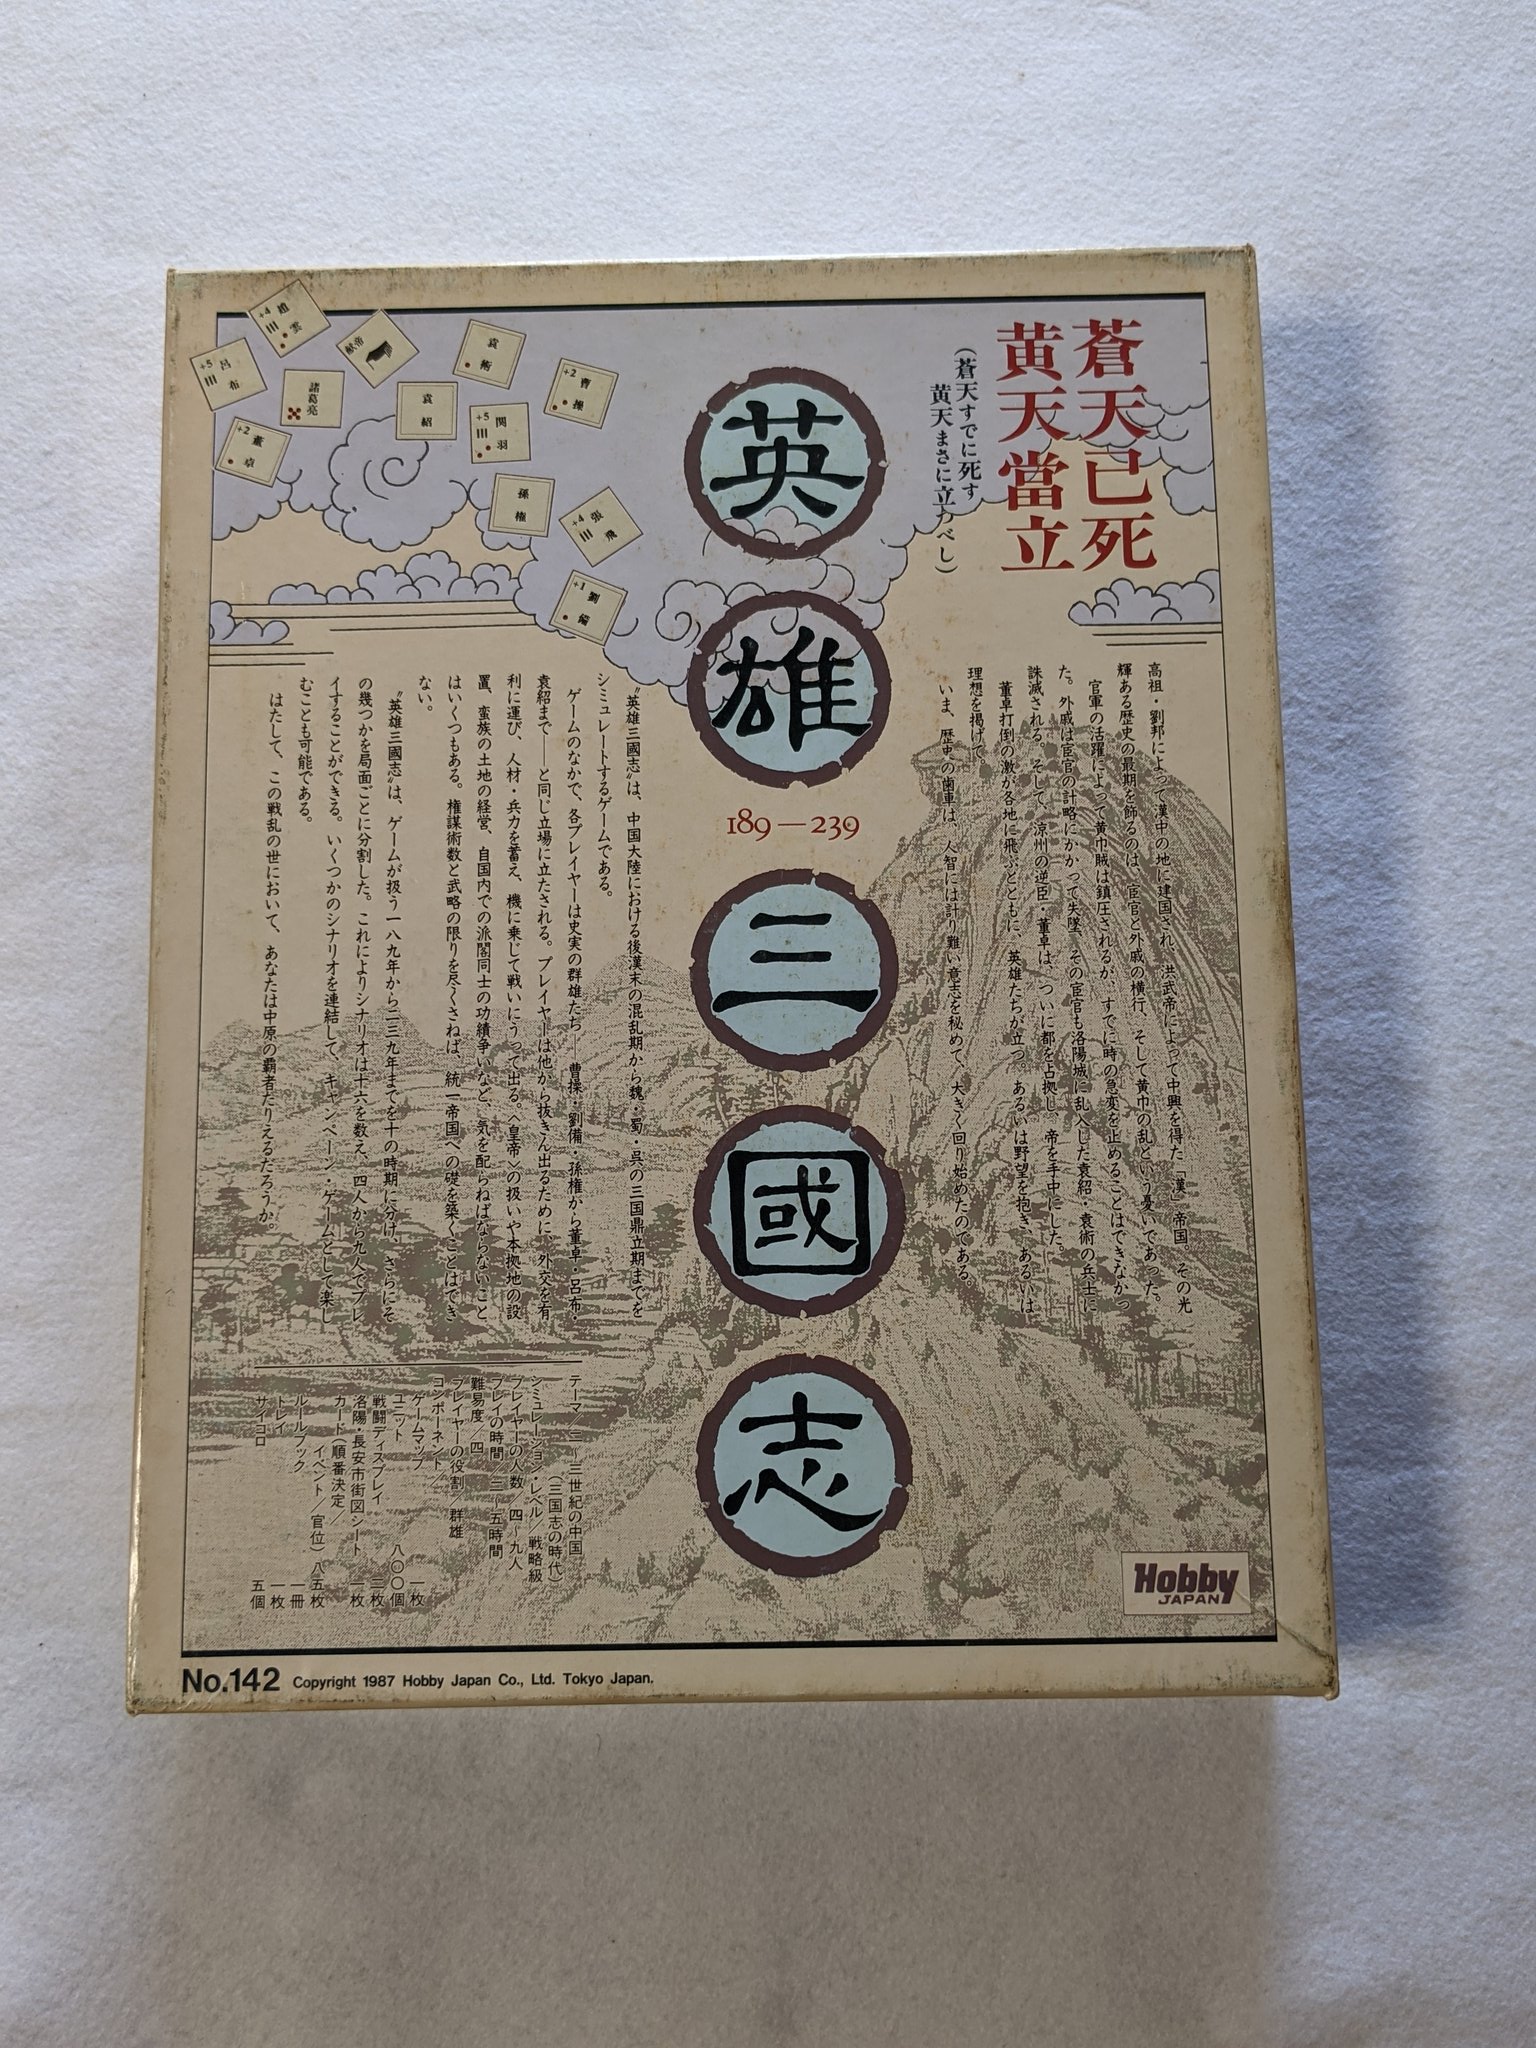 蒼天已死
黄天當立
(蒼天すでに死す
黄天まさに立つべし)
英雄三國志
189—239
高祖・劉邦によって漢中の地に建国され、洪武帝によって中興を得た「漢」帝国。その光
輝ある歴史の最期を飾るのは、宦官と外戚の横行、そして黄巾の乱という憂いであった。
官軍の活躍によって黄巾賊は鎮圧されるが、すでに時の急変を止めることはできなかっ
た。外戚は宦官の計略にかかって失墜、その宦官も洛陽城に乱入した袁紹・袁術の兵士に
誅滅される。そして、涼州の逆臣・董卓は、ついに都を占拠し、帝を手中にした。
董卓打倒の激が各地に飛ぶとともに、英雄たちが立つ。あるいは野望を抱き、あるいは
理想を掲げて。
いま、歴史の歯車は、人智には計り難い意志を秘めて、大きく回り始めたのである。
〝英雄三國志〟は、中国大陸における後漢末の混乱期から魏・蜀・呉の三国鼎立期までを
シミュレートするゲームである。
ゲームのなかで、各プレイヤーは史実の群雄たち——曹操・劉備・孫権から董卓・呂布・
袁紹まで——と同じ立場に立たされる。プレイヤーは他から抜きん出るために、外交を有
利に運び、人材・兵力を蓄え、機に乗じて戦いにうって出る。〈皇帝〉の扱いや本拠地の設
置、蛮族の土地の経営、自国内での派閥同士の功績争いなど、気を配らねばならないこと
はいくつもある。権謀術数と武略の限りを尽くさねば、統一帝国への礎を築くことはでき
ない。
〝英雄三國志〟は、ゲームが扱う一八九年から二三九年までを十の時期に分け、さらにそ
の幾つかを局面ごとに分割した。これによりシナリオは十六を数え、四人から九人でプレ
イすることができる。いくつかのシナリオを連結して、キャンペーン・ゲームとして楽し
むことも可能である。
はたして、この戦乱の世において、あなたは中原の覇者たりえるだろうか。
テーマ/二〜三世紀の中国
(三国志の時代)
シミュレーション・レベル/戦略級
プレイヤーの人数/四〜九人
プレイの時間/三〜五時間
難易度/四
プレイヤーの役割/群雄
コンポーネント/
ゲームマップ 一枚
ユニット 八〇〇個
戦闘ディスプレイ 二枚
洛陽・長安市街図シート 一枚
カード(順番決定/
イベント/官位) 八五枚
ルールブック 一冊
トレイ 一枚
サイコロ 五個
+4 趙雲
献帝
+5 呂布
諸葛亮
+2 董卓
袁術
袁紹
+2 曹操
+5 関羽
孫権
+4 張飛
+1 劉備
Hobby
JAPAN
No.142 Copyright 1987 Hobby Japan Co., Ltd. Tokyo Japan.